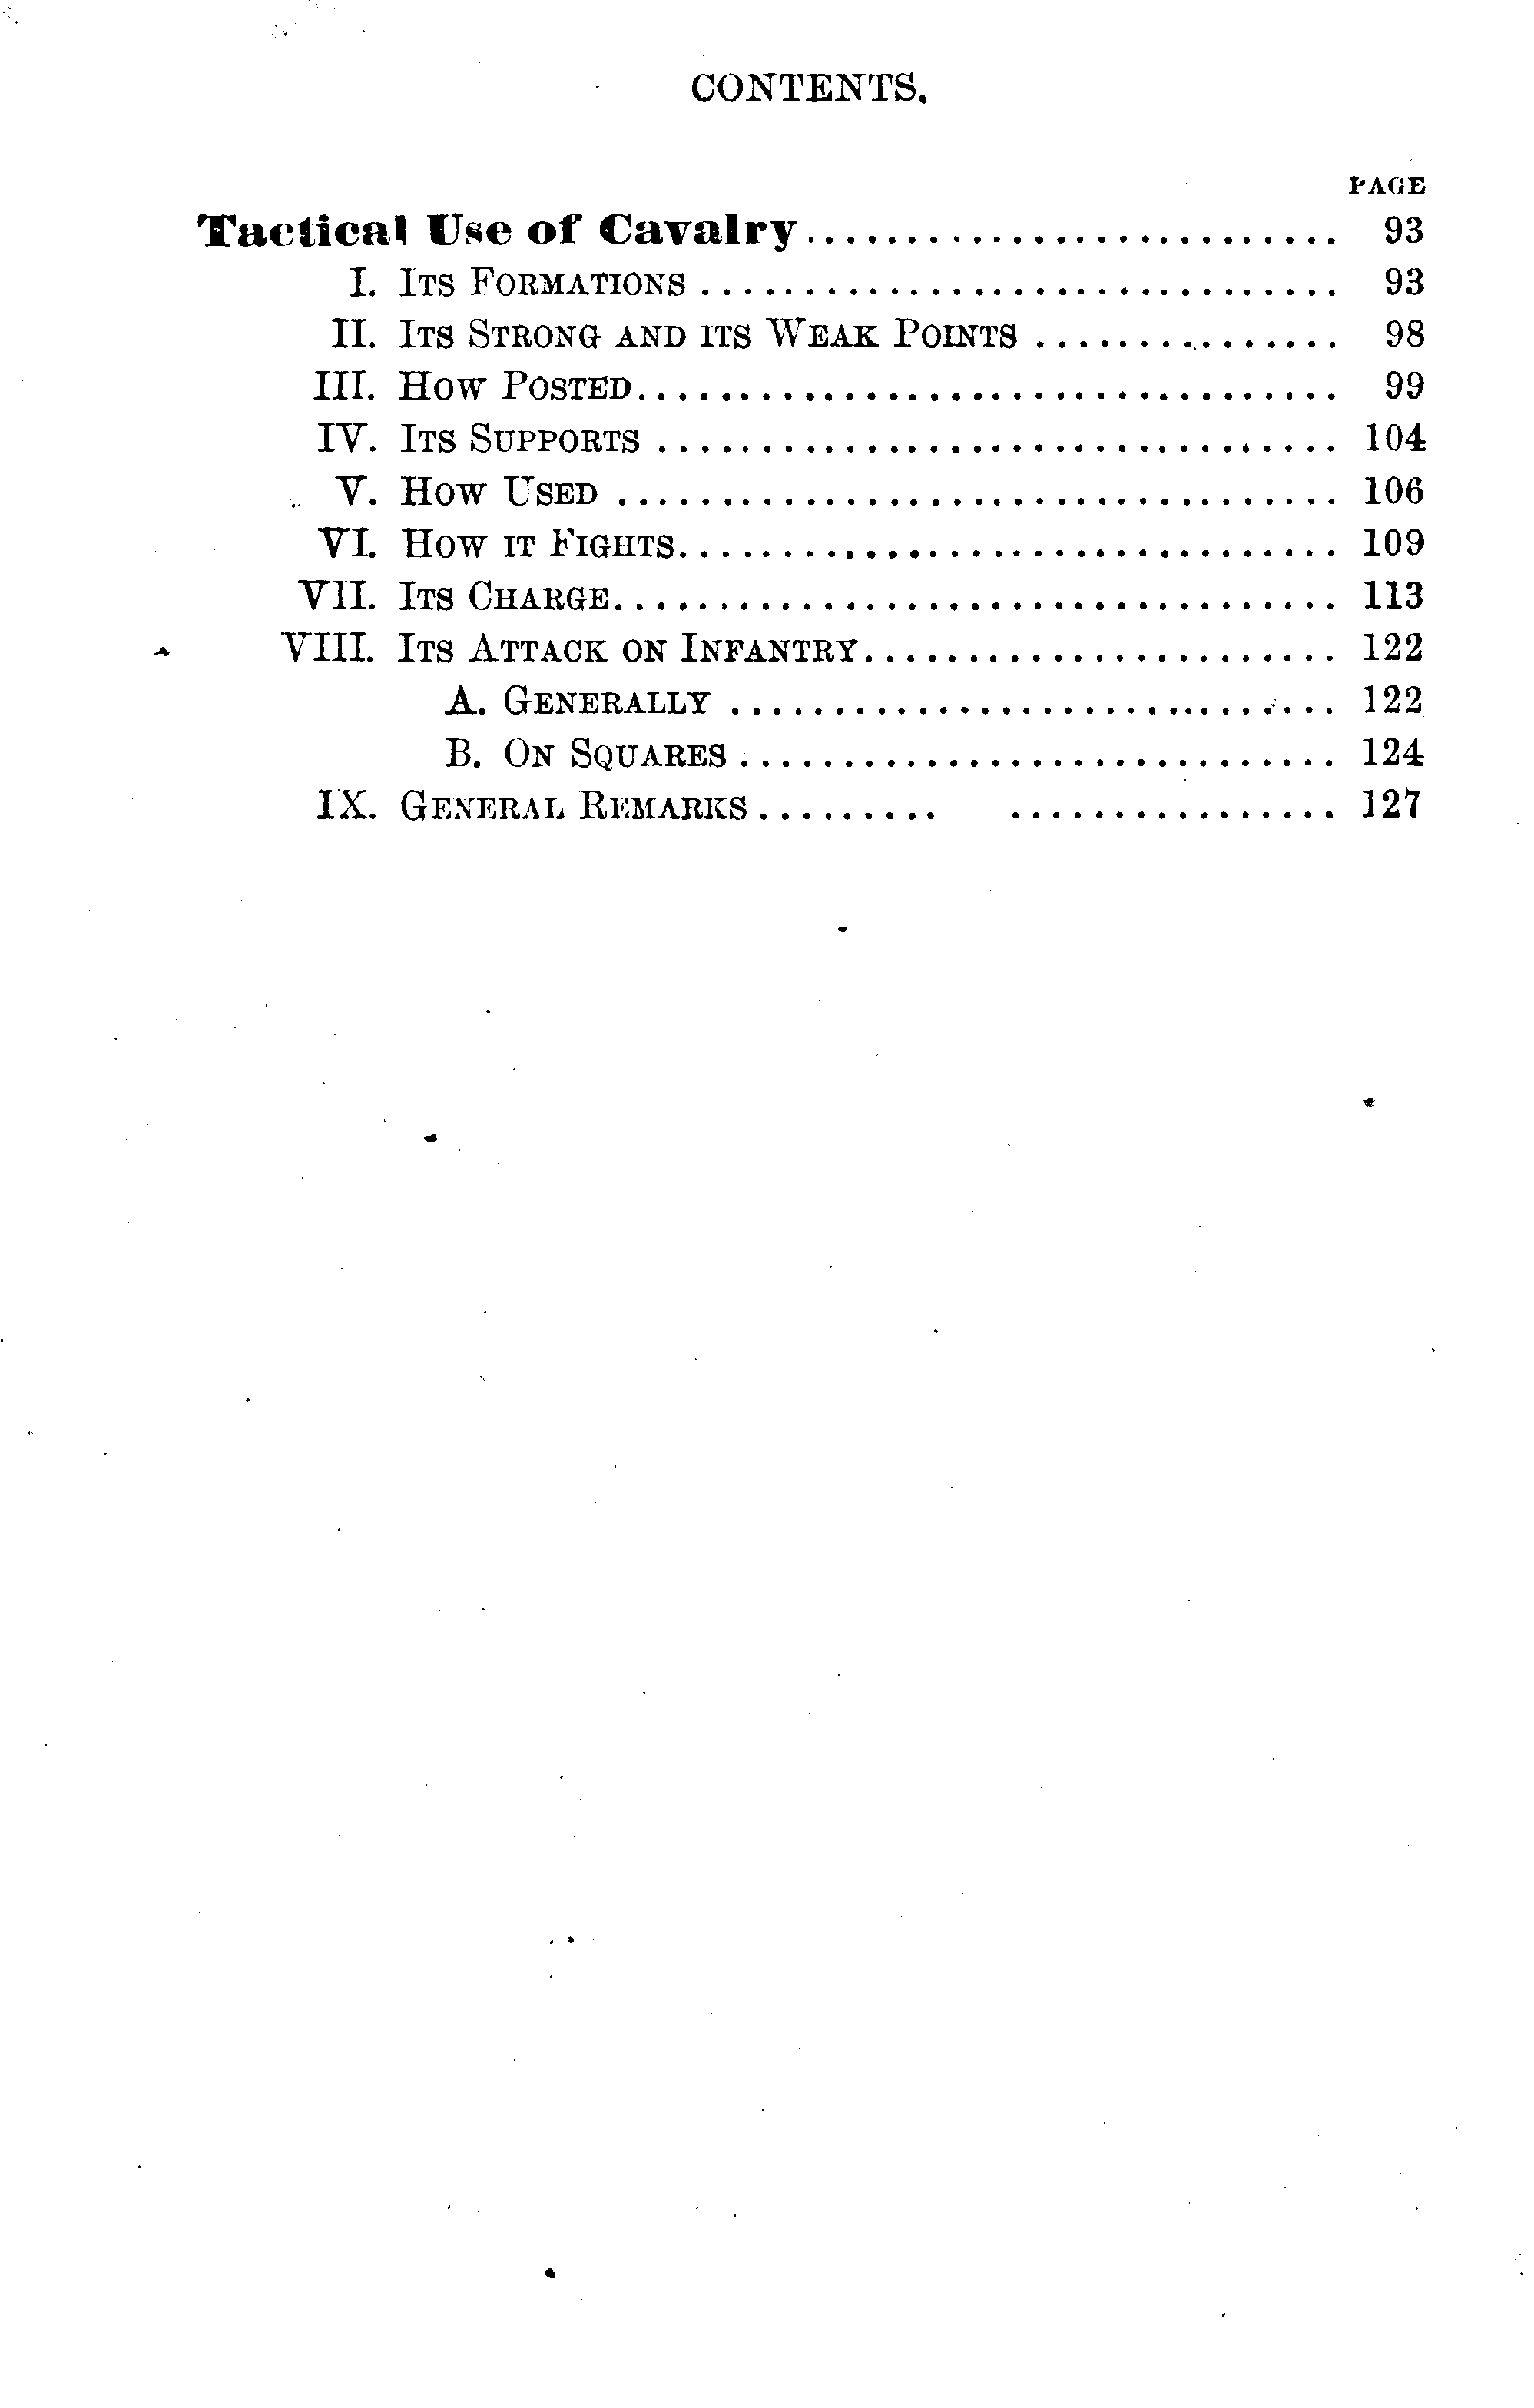 CONTENTS.
PAGE
Tactical Use of Cavalry............................ 93
I. ITS FORMATIONS ............................... 93
II. ITS STRONG AND ITS WEAK POINTS ............... 98
III. HOW POSTED.................................. 99
IV. ITS SUPPORTS ................................. 104
V. HOW USED ................................... 106
VI. HOW IT FIGHTS................................ 109
VII. ITS CHARGE................................... 113
VIII. ITS ATTACK ON INFANTRY....................... 122
A. GENERALLY ............................. 122
B. ON SQUARES ............................. 124
IX. GENERAL REMARKS ......... ................ 127